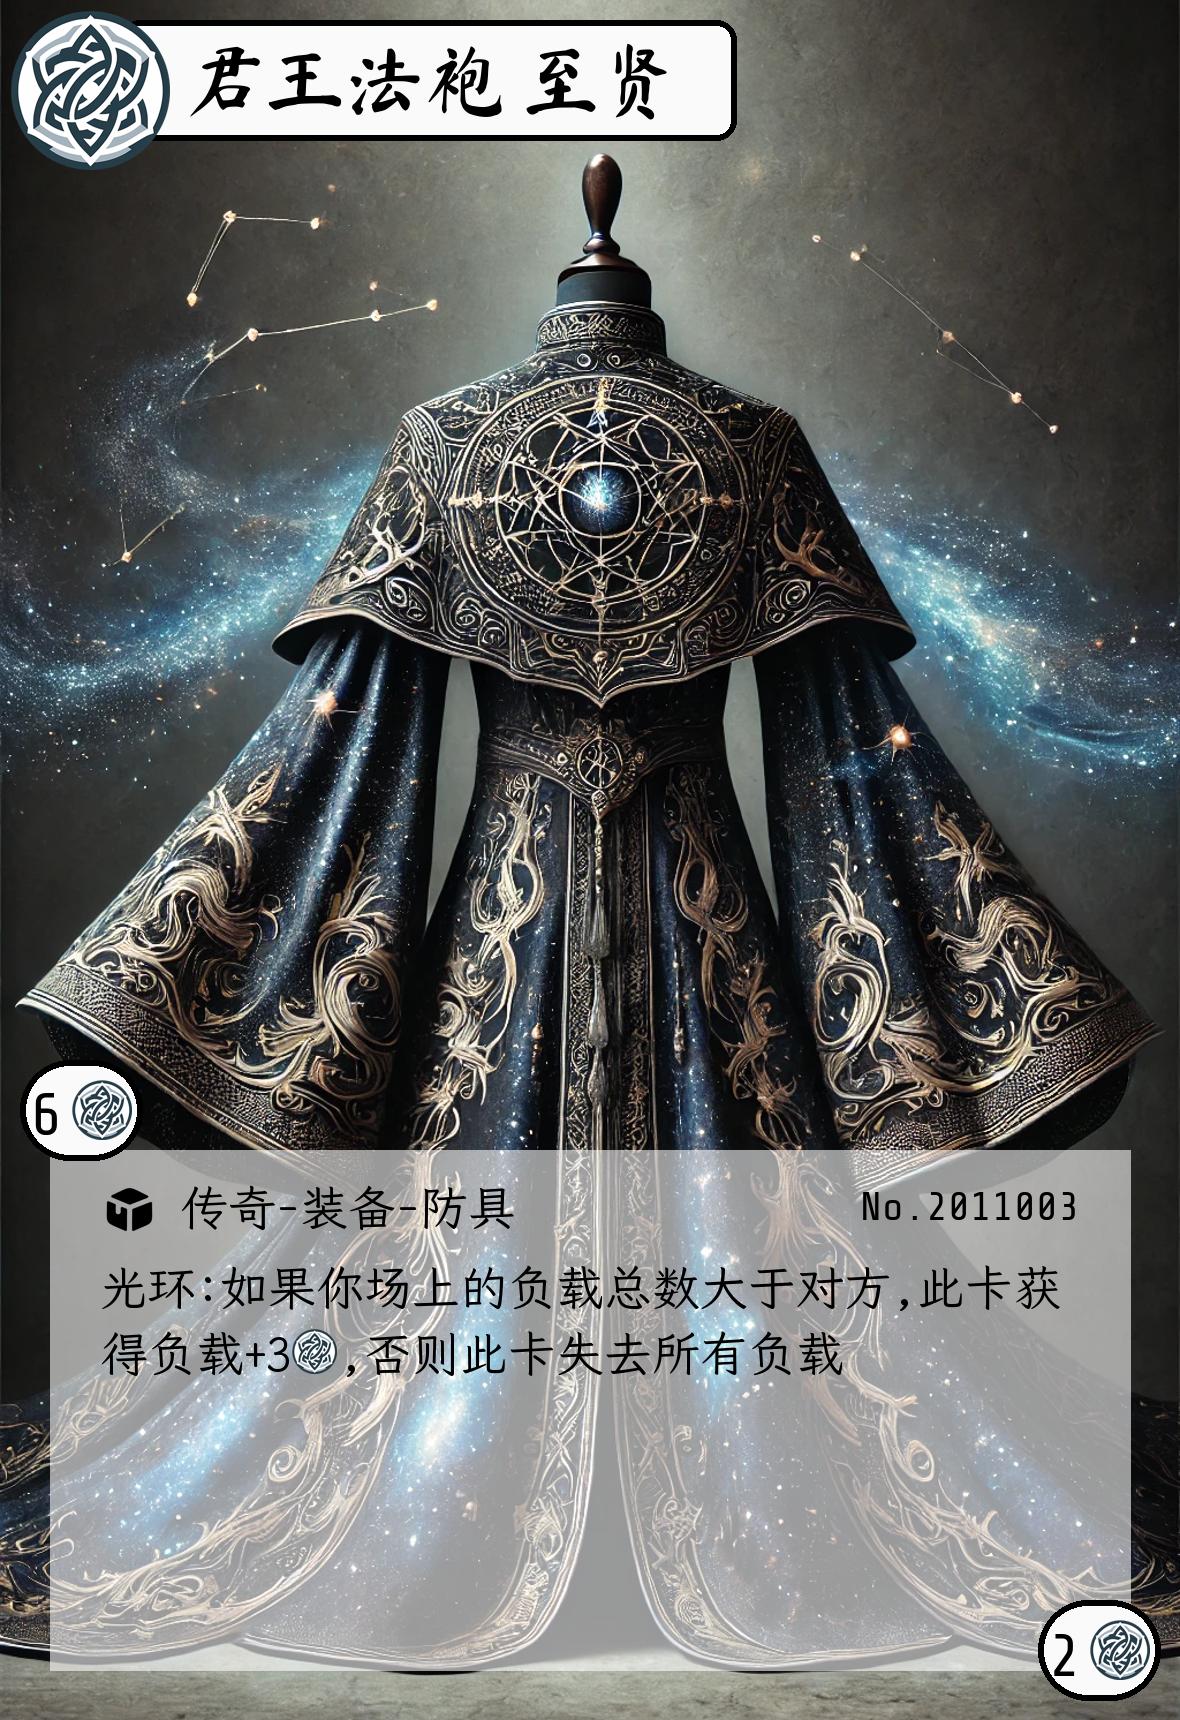 君王法袍 至贤
6
传奇-装备-防具
No.2011003
光环:如果你场上的负载总数大于对方,此卡获
得负载+3,否则此卡失去所有负载
2